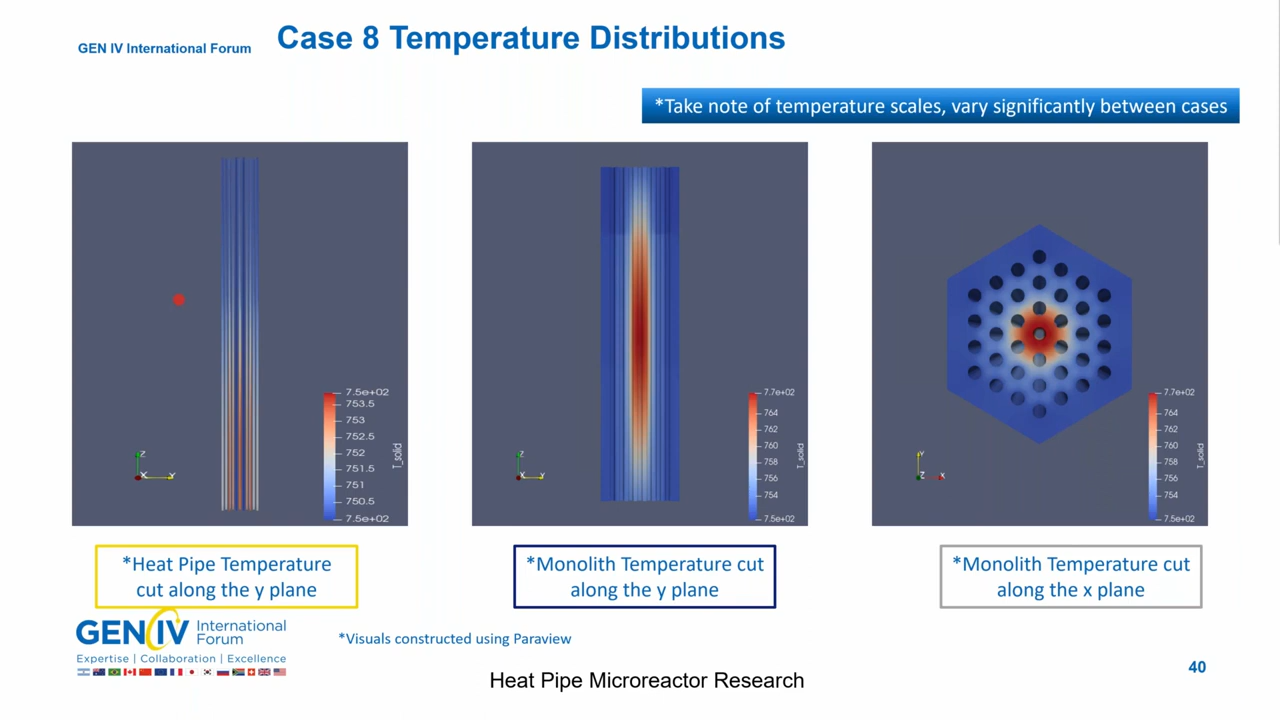 GEN IV International Forum
Case 8 Temperature Distributions
*Take note of temperature scales, vary significantly between cases
7.5e+02
753.5
753
752.5
752
751.5
751
750.5
7.5e+02
T_solid
Z
X
Y
7.7e+02
764
762
760
758
756
754
7.5e+02
T_solid
Z
X
Y
7.7e+02
764
762
760
758
756
754
7.5e+02
T_solid
Y
Z
X
*Heat Pipe Temperature
cut along the y plane
*Monolith Temperature cut
along the y plane
*Monolith Temperature cut
along the x plane
GEN IV International
Forum
Expertise | Collaboration | Excellence
*Visuals constructed using Paraview
Heat Pipe Microreactor Research
40